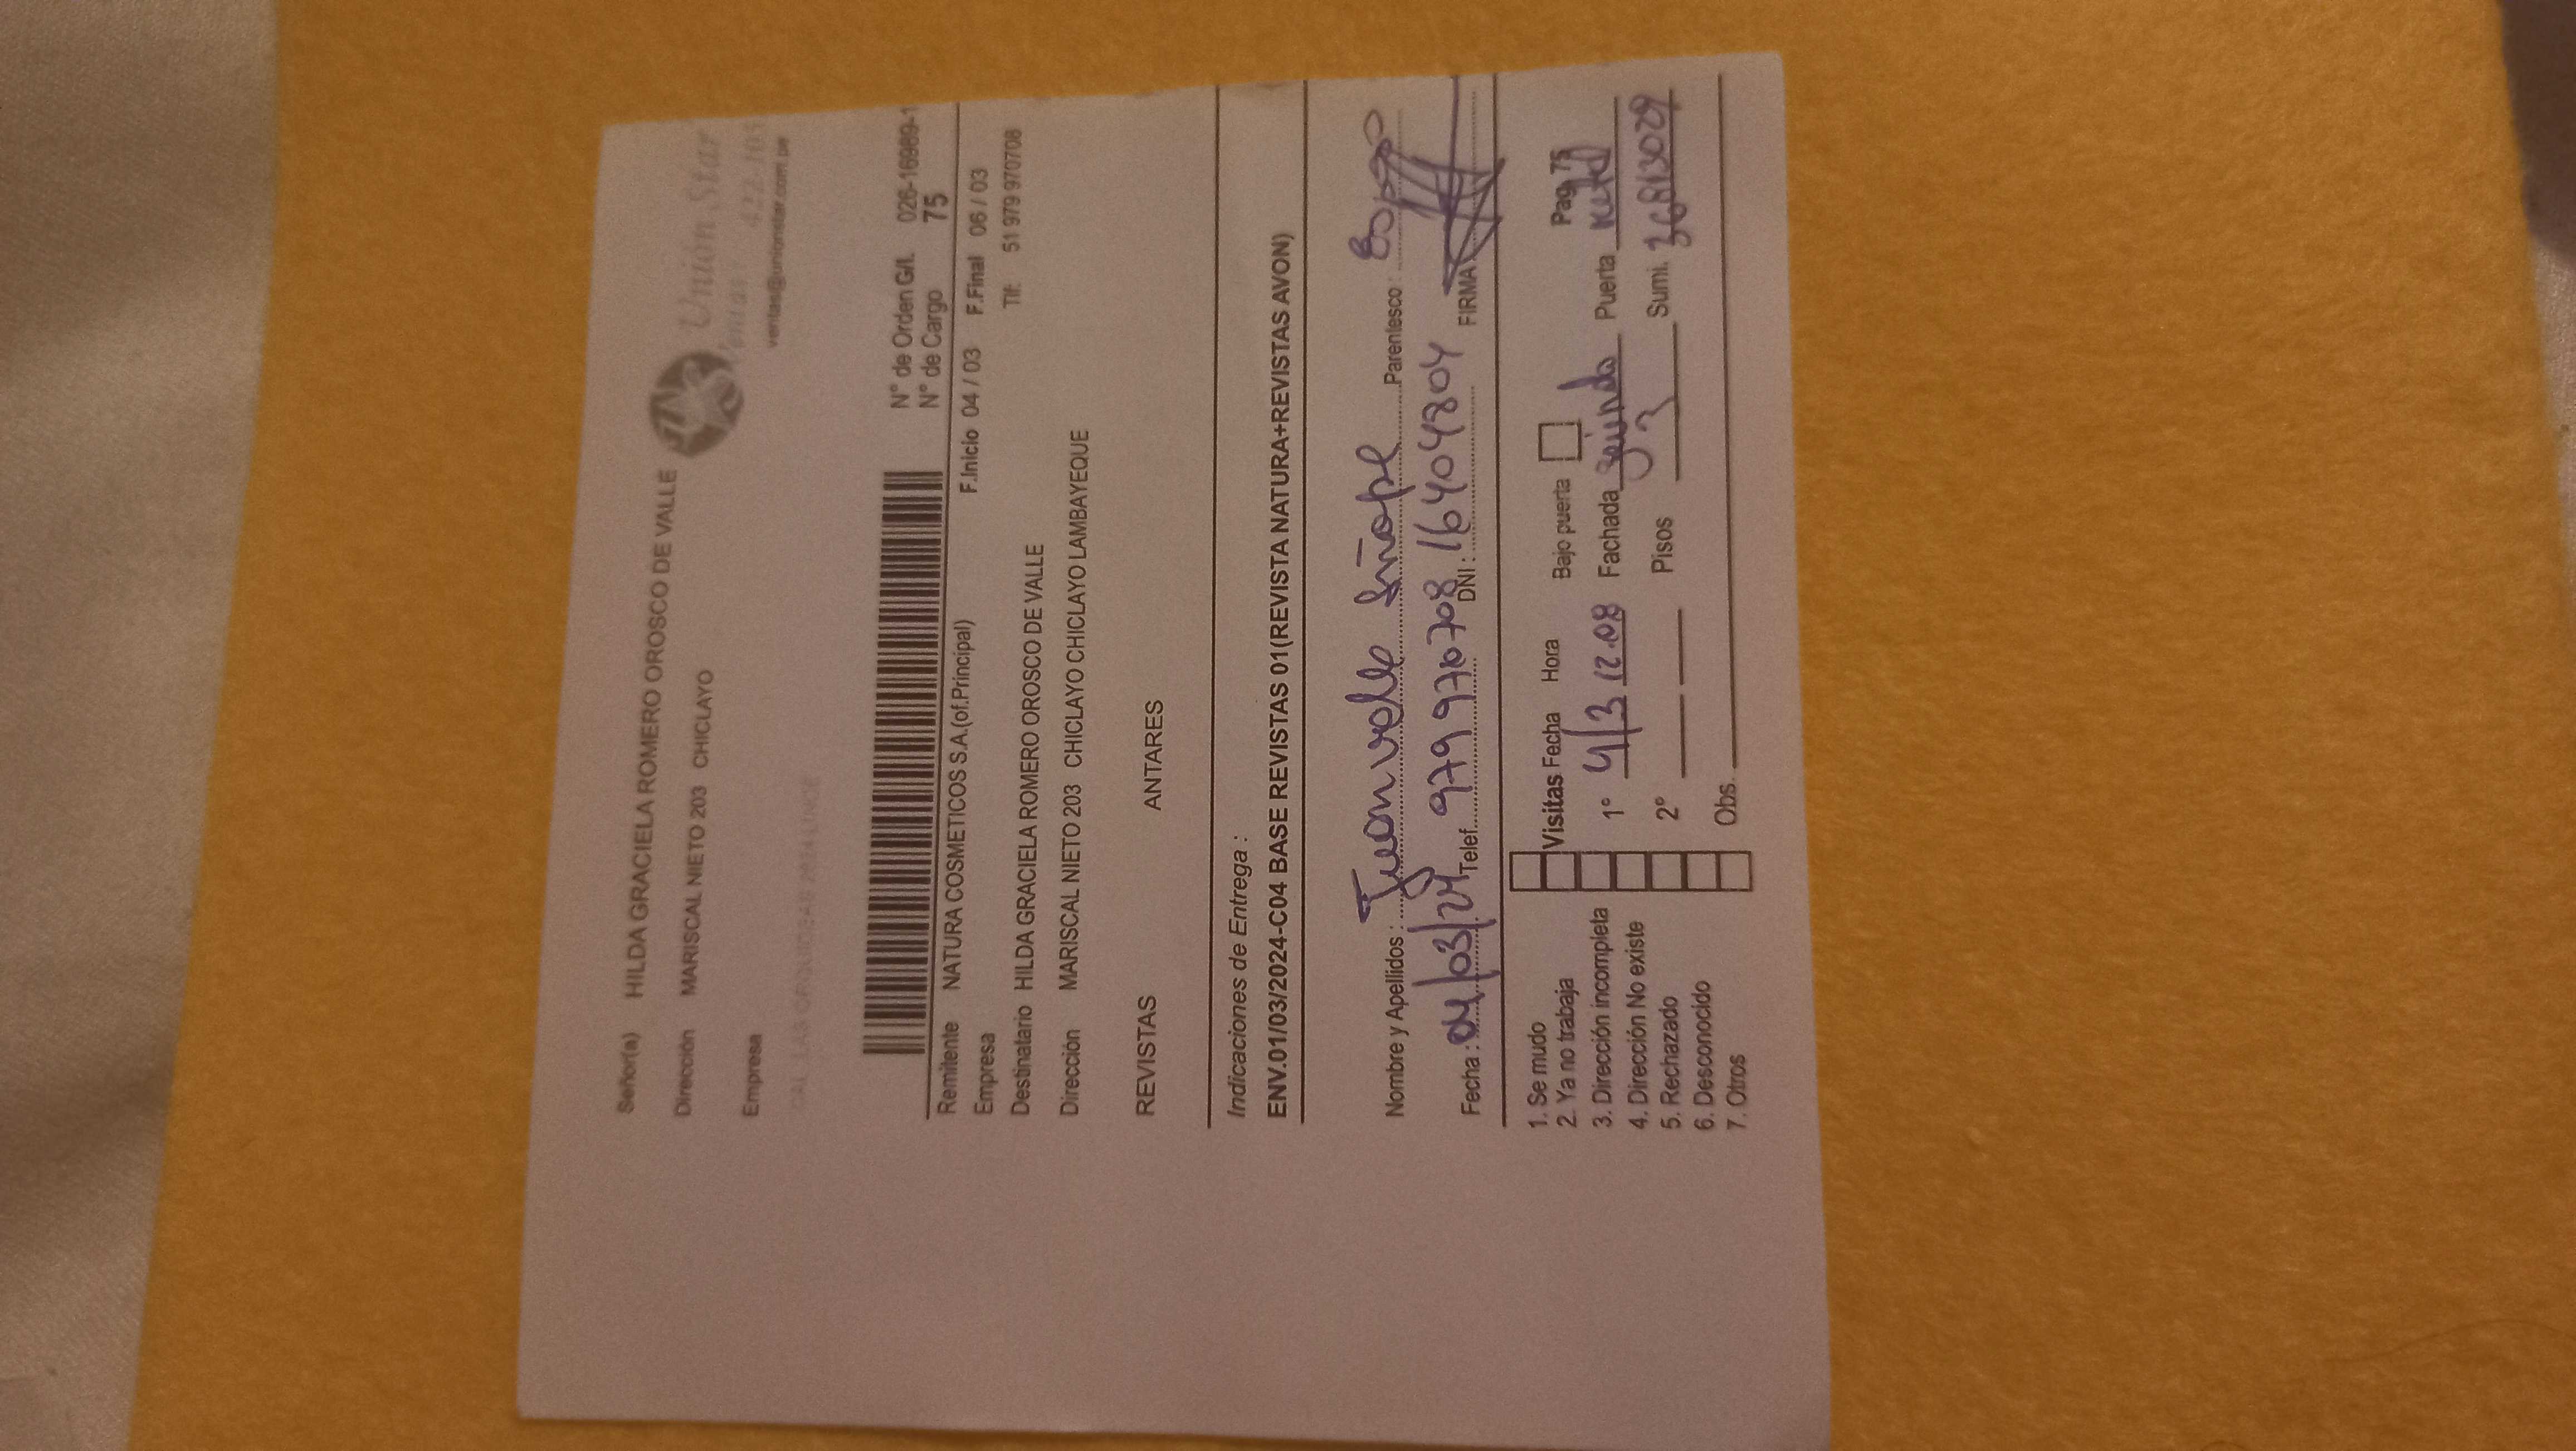 Señor(a) HILDA GRACIELA ROMERO OROSCO DE VALLE
Dirección MARISCAL NIETO 203 CHICLAYO
Empresa
Unión Star
ventas@unionstar.com.pe
N° de Orden G/L 026-16989-1
N° de Cargo 75
Remitente NATURA COSMETICOS S.A.(of.Principal) F.Inicio 04 / 03 F.Final 06 / 03
Empresa
Destinatario HILDA GRACIELA ROMERO OROSCO DE VALLE Tlf: 51 979 970708
Dirección MARISCAL NIETO 203 CHICLAYO CHICLAYO LAMBAYEQUE
REVISTAS ANTARES
Indicaciones de Entrega :
ENV.01/03/2024-C04 BASE REVISTAS 01(REVISTA NATURA+REVISTAS AVON)
Nombre y Apellidos : Juan Parentesco :
Fecha : 04/03/24 Telef. 979 970708 DNI : 16404804 FIRMA
1. Se mudo
2. Ya no trabaja
3. Dirección incompleta
4. Dirección No existe
5. Rechazado
6. Desconocido
7. Otros
Visitas Fecha Hora Bajo puerta Pag 75
1° 4/3 12.08 Fachada Puerta
2° Pisos 3 Sumi. 36813029
Obs.